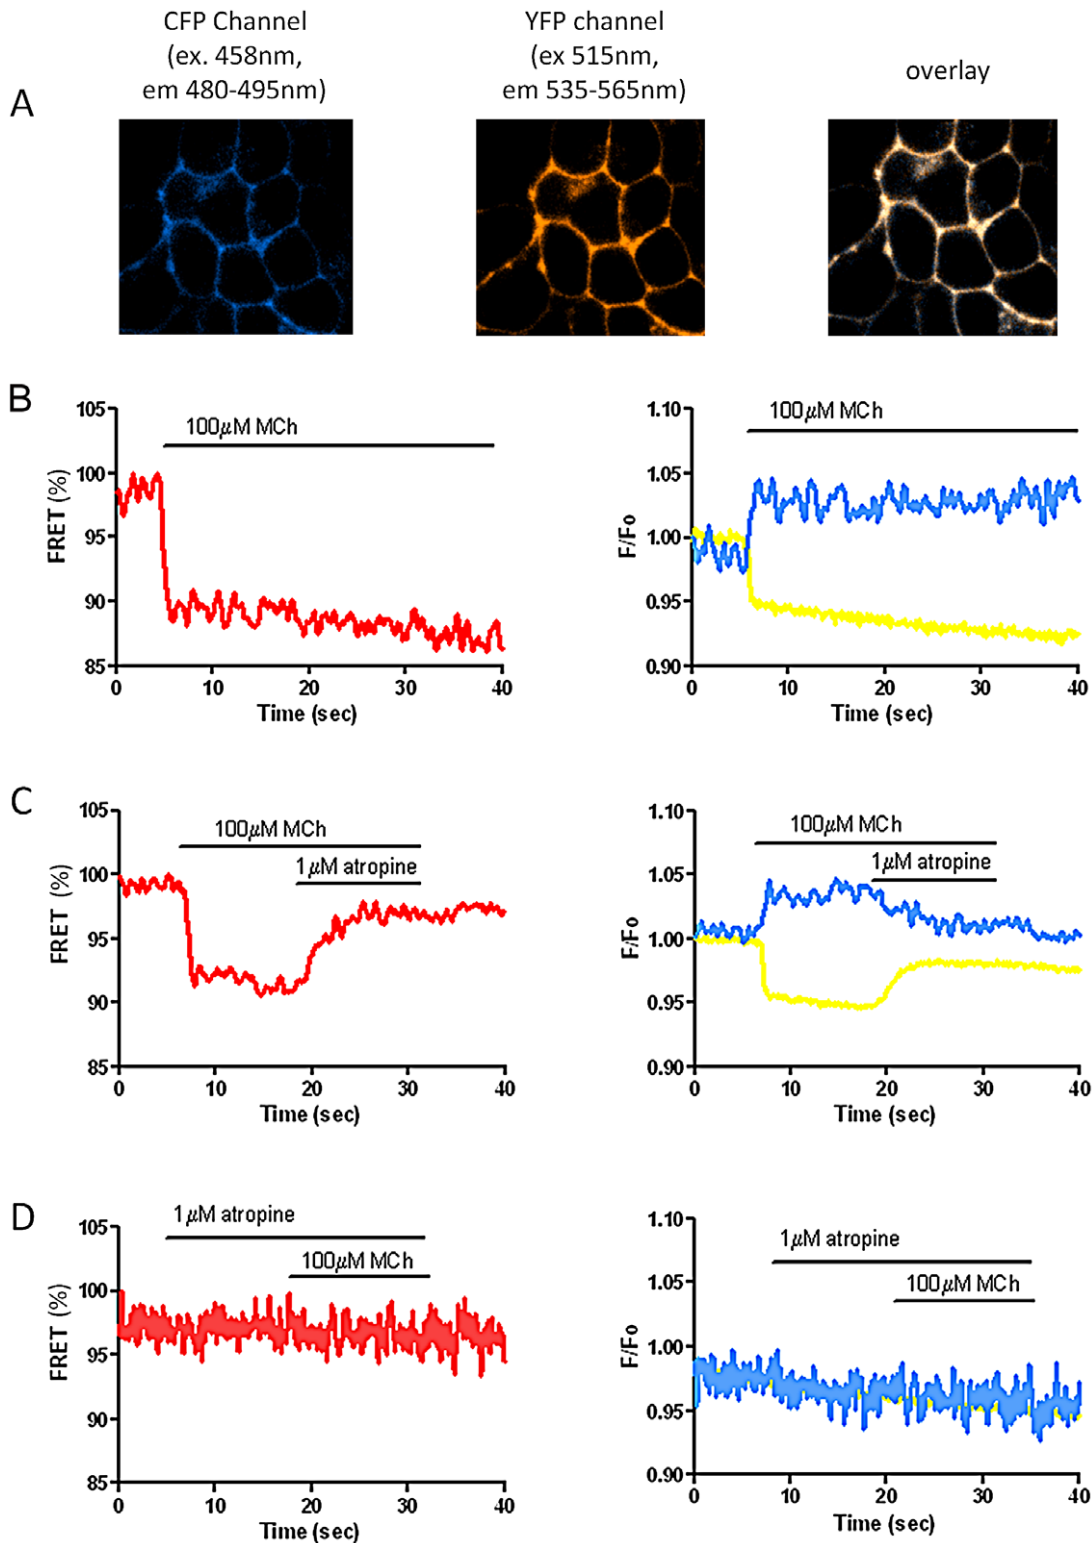 CFP Channel
(ex. 458nm,
em 480-495nm)
YFP channel
(ex 515nm,
em 535-565nm)
overlay
A
B
105
100
95
90
85
FRET (%)
100µM MCh
0 10 20 30 40
Time (sec)
1.10
1.05
1.00
0.95
0.90
F/Fo
100µM MCh
0 10 20 30 40
Time (sec)
C
105
100
95
90
85
FRET (%)
100µM MCh
1µM atropine
0 10 20 30 40
Time (sec)
1.10
1.05
1.00
0.95
0.90
F/Fo
100µM MCh
1µM atropine
0 10 20 30 40
Time (sec)
D
105
100
95
90
85
FRET (%)
1µM atropine
100µM MCh
0 10 20 30 40
Time (sec)
1.10
1.05
1.00
0.95
0.90
F/Fo
1µM atropine
100µM MCh
0 10 20 30 40
Time (sec)